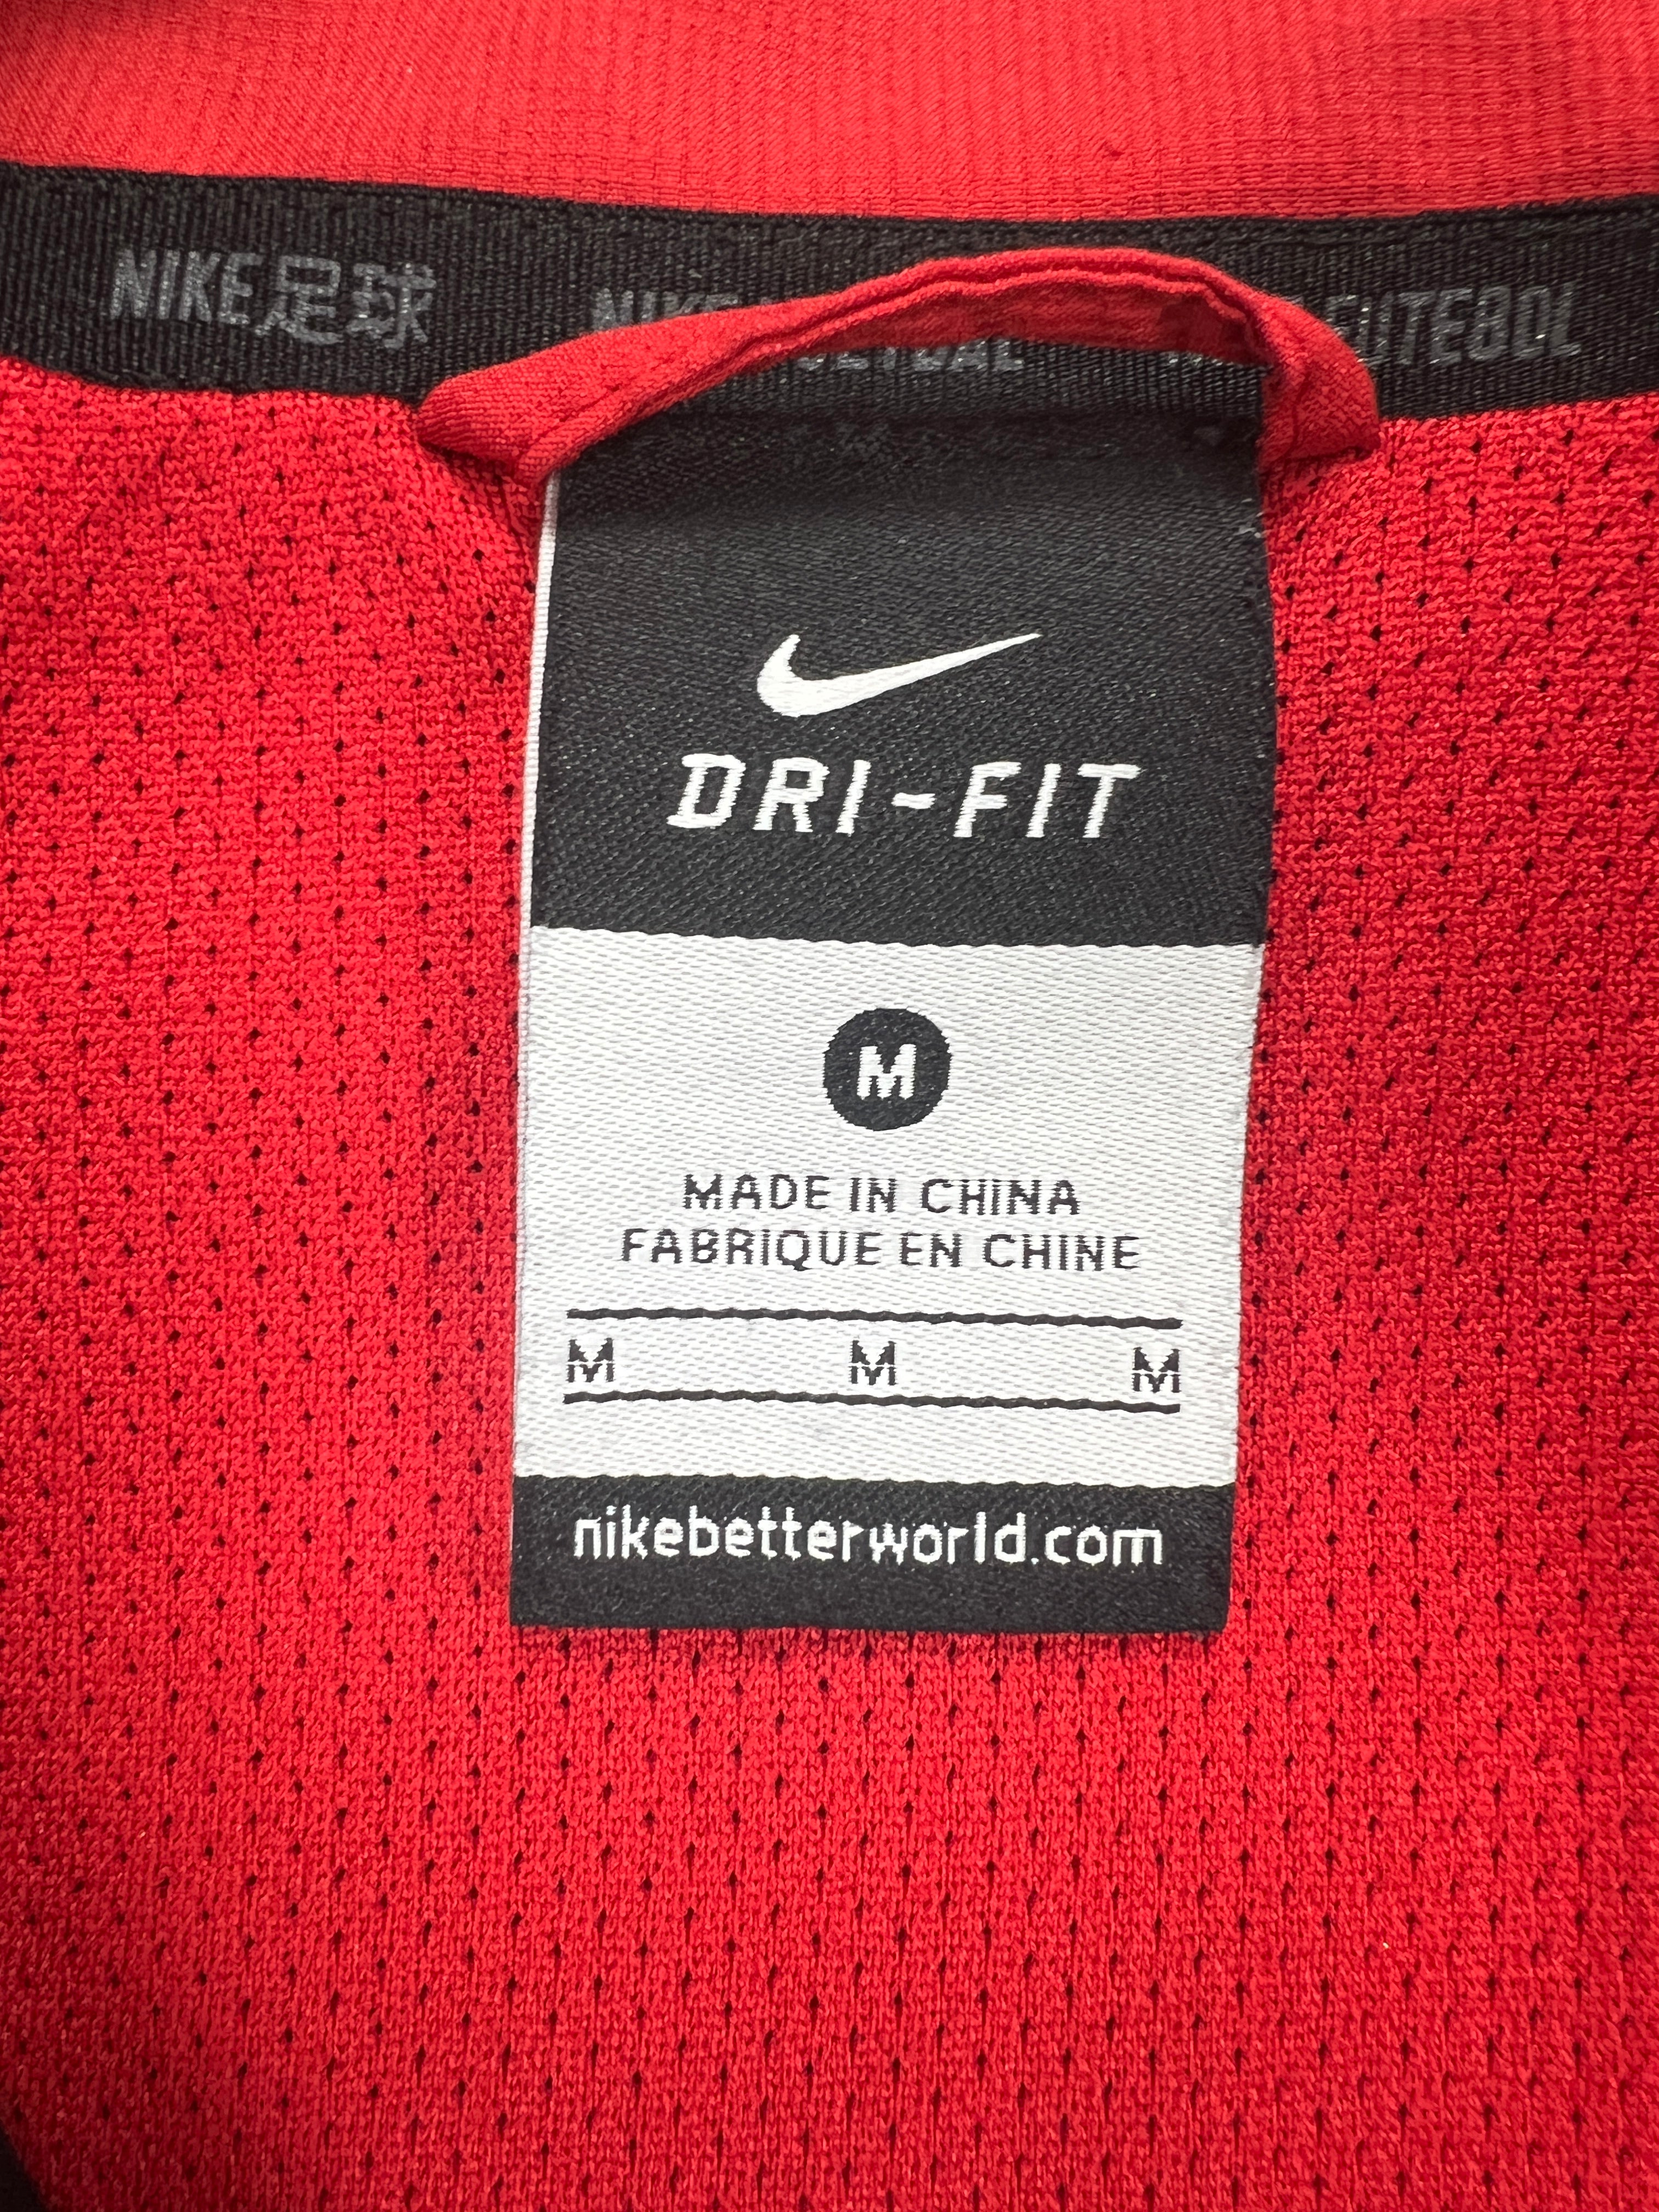 NIKE足球
FUTEBOL
DRI-FIT
M
MADE IN CHINA
FABRIQUE EN CHINE
M M M
nikebetterworld.com